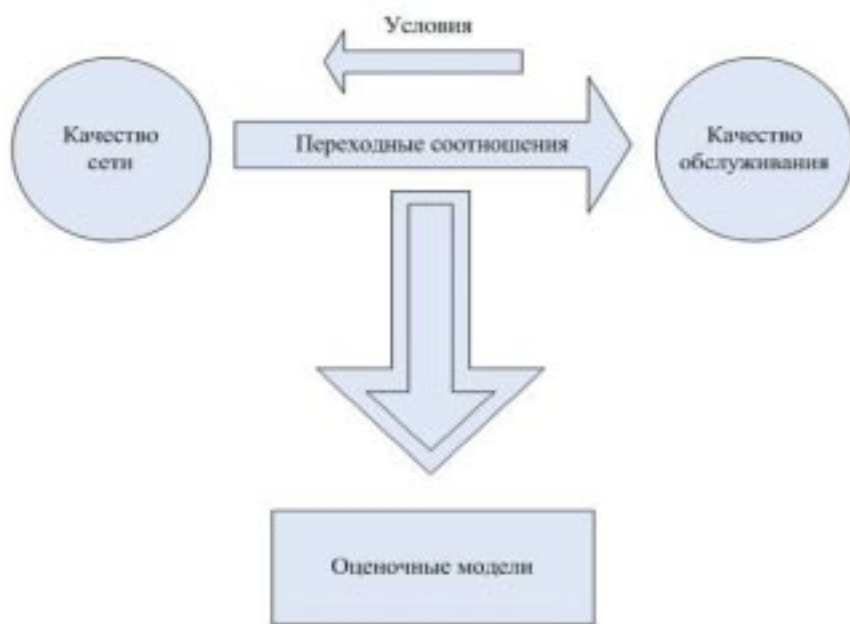 Условия
Качество
сети
Переходные соотношения
Качество
обслуживания
Оценочные модели